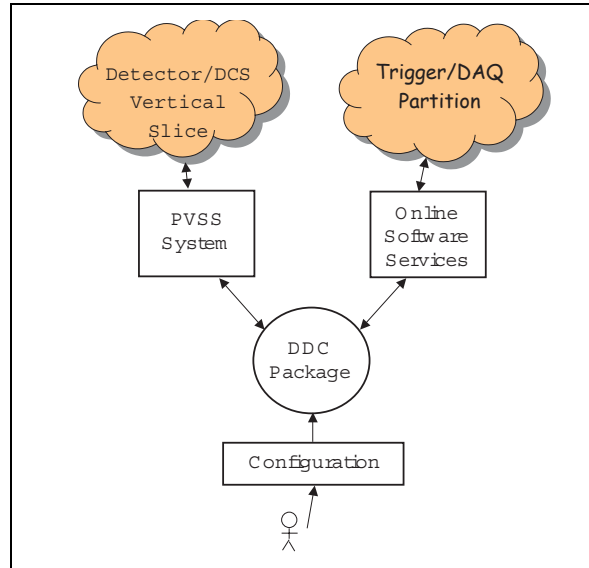 Detector/DCS
Vertical
Slice
Trigger/DAQ
Partition
PVSS
System
Online
Software
Services
DDC
Package
Configuration